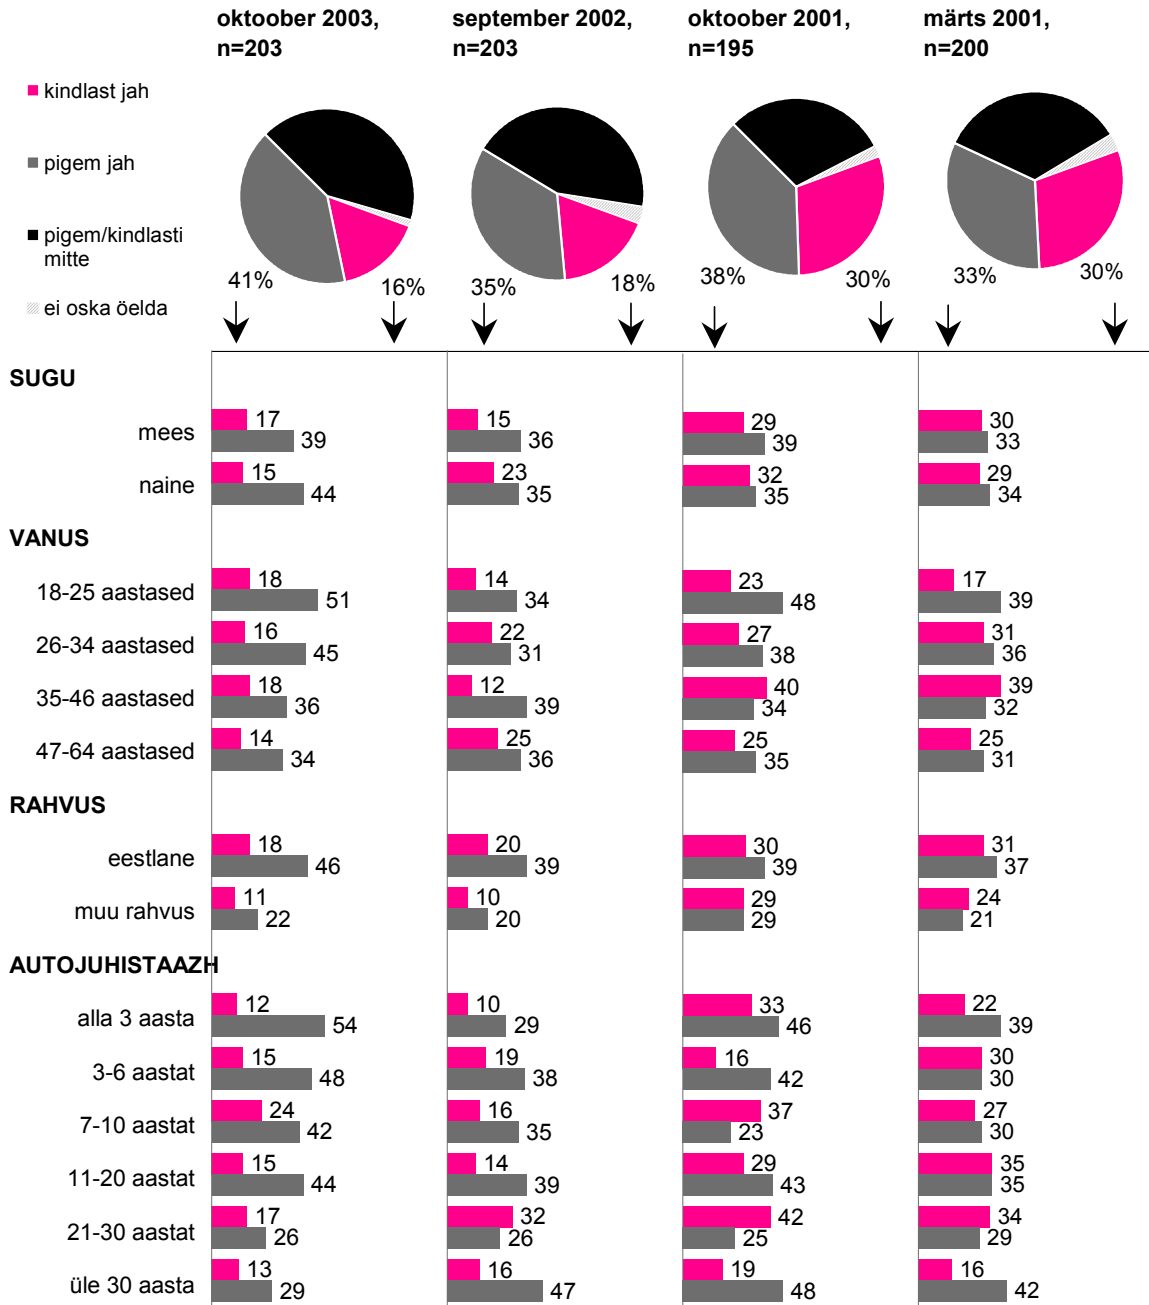 oktoober 2003, september 2002, oktoober 2001, märts 2001,
n=203 n=203 n=195 n=200
kindlast jah
pigem jah
pigem/kindlasti
mitte
ei oska öelda
41% 16% 35% 18% 38% 30% 33% 30%
SUGU
mees 17 39 15 36 29 39 30 33
naine 15 44 23 35 32 35 29 34
VANUS
18-25 aastased 18 51 14 34 23 48 17 39
26-34 aastased 16 45 22 31 27 38 31 36
35-46 aastased 18 36 12 39 40 34 39 32
47-64 aastased 14 34 25 36 25 35 25 31
RAHVUS
eestlane 18 46 20 39 30 39 31 37
muu rahvus 11 22 10 20 29 29 24 21
AUTOJUHISTAAZH
alla 3 aasta 12 54 10 29 33 46 22 39
3-6 aastat 15 48 19 38 16 42 30 30
7-10 aastat 24 42 16 35 37 23 27 30
11-20 aastat 15 44 14 39 29 43 35 35
21-30 aastat 17 26 32 26 42 25 34 29
üle 30 aasta 13 29 16 47 19 48 16 42